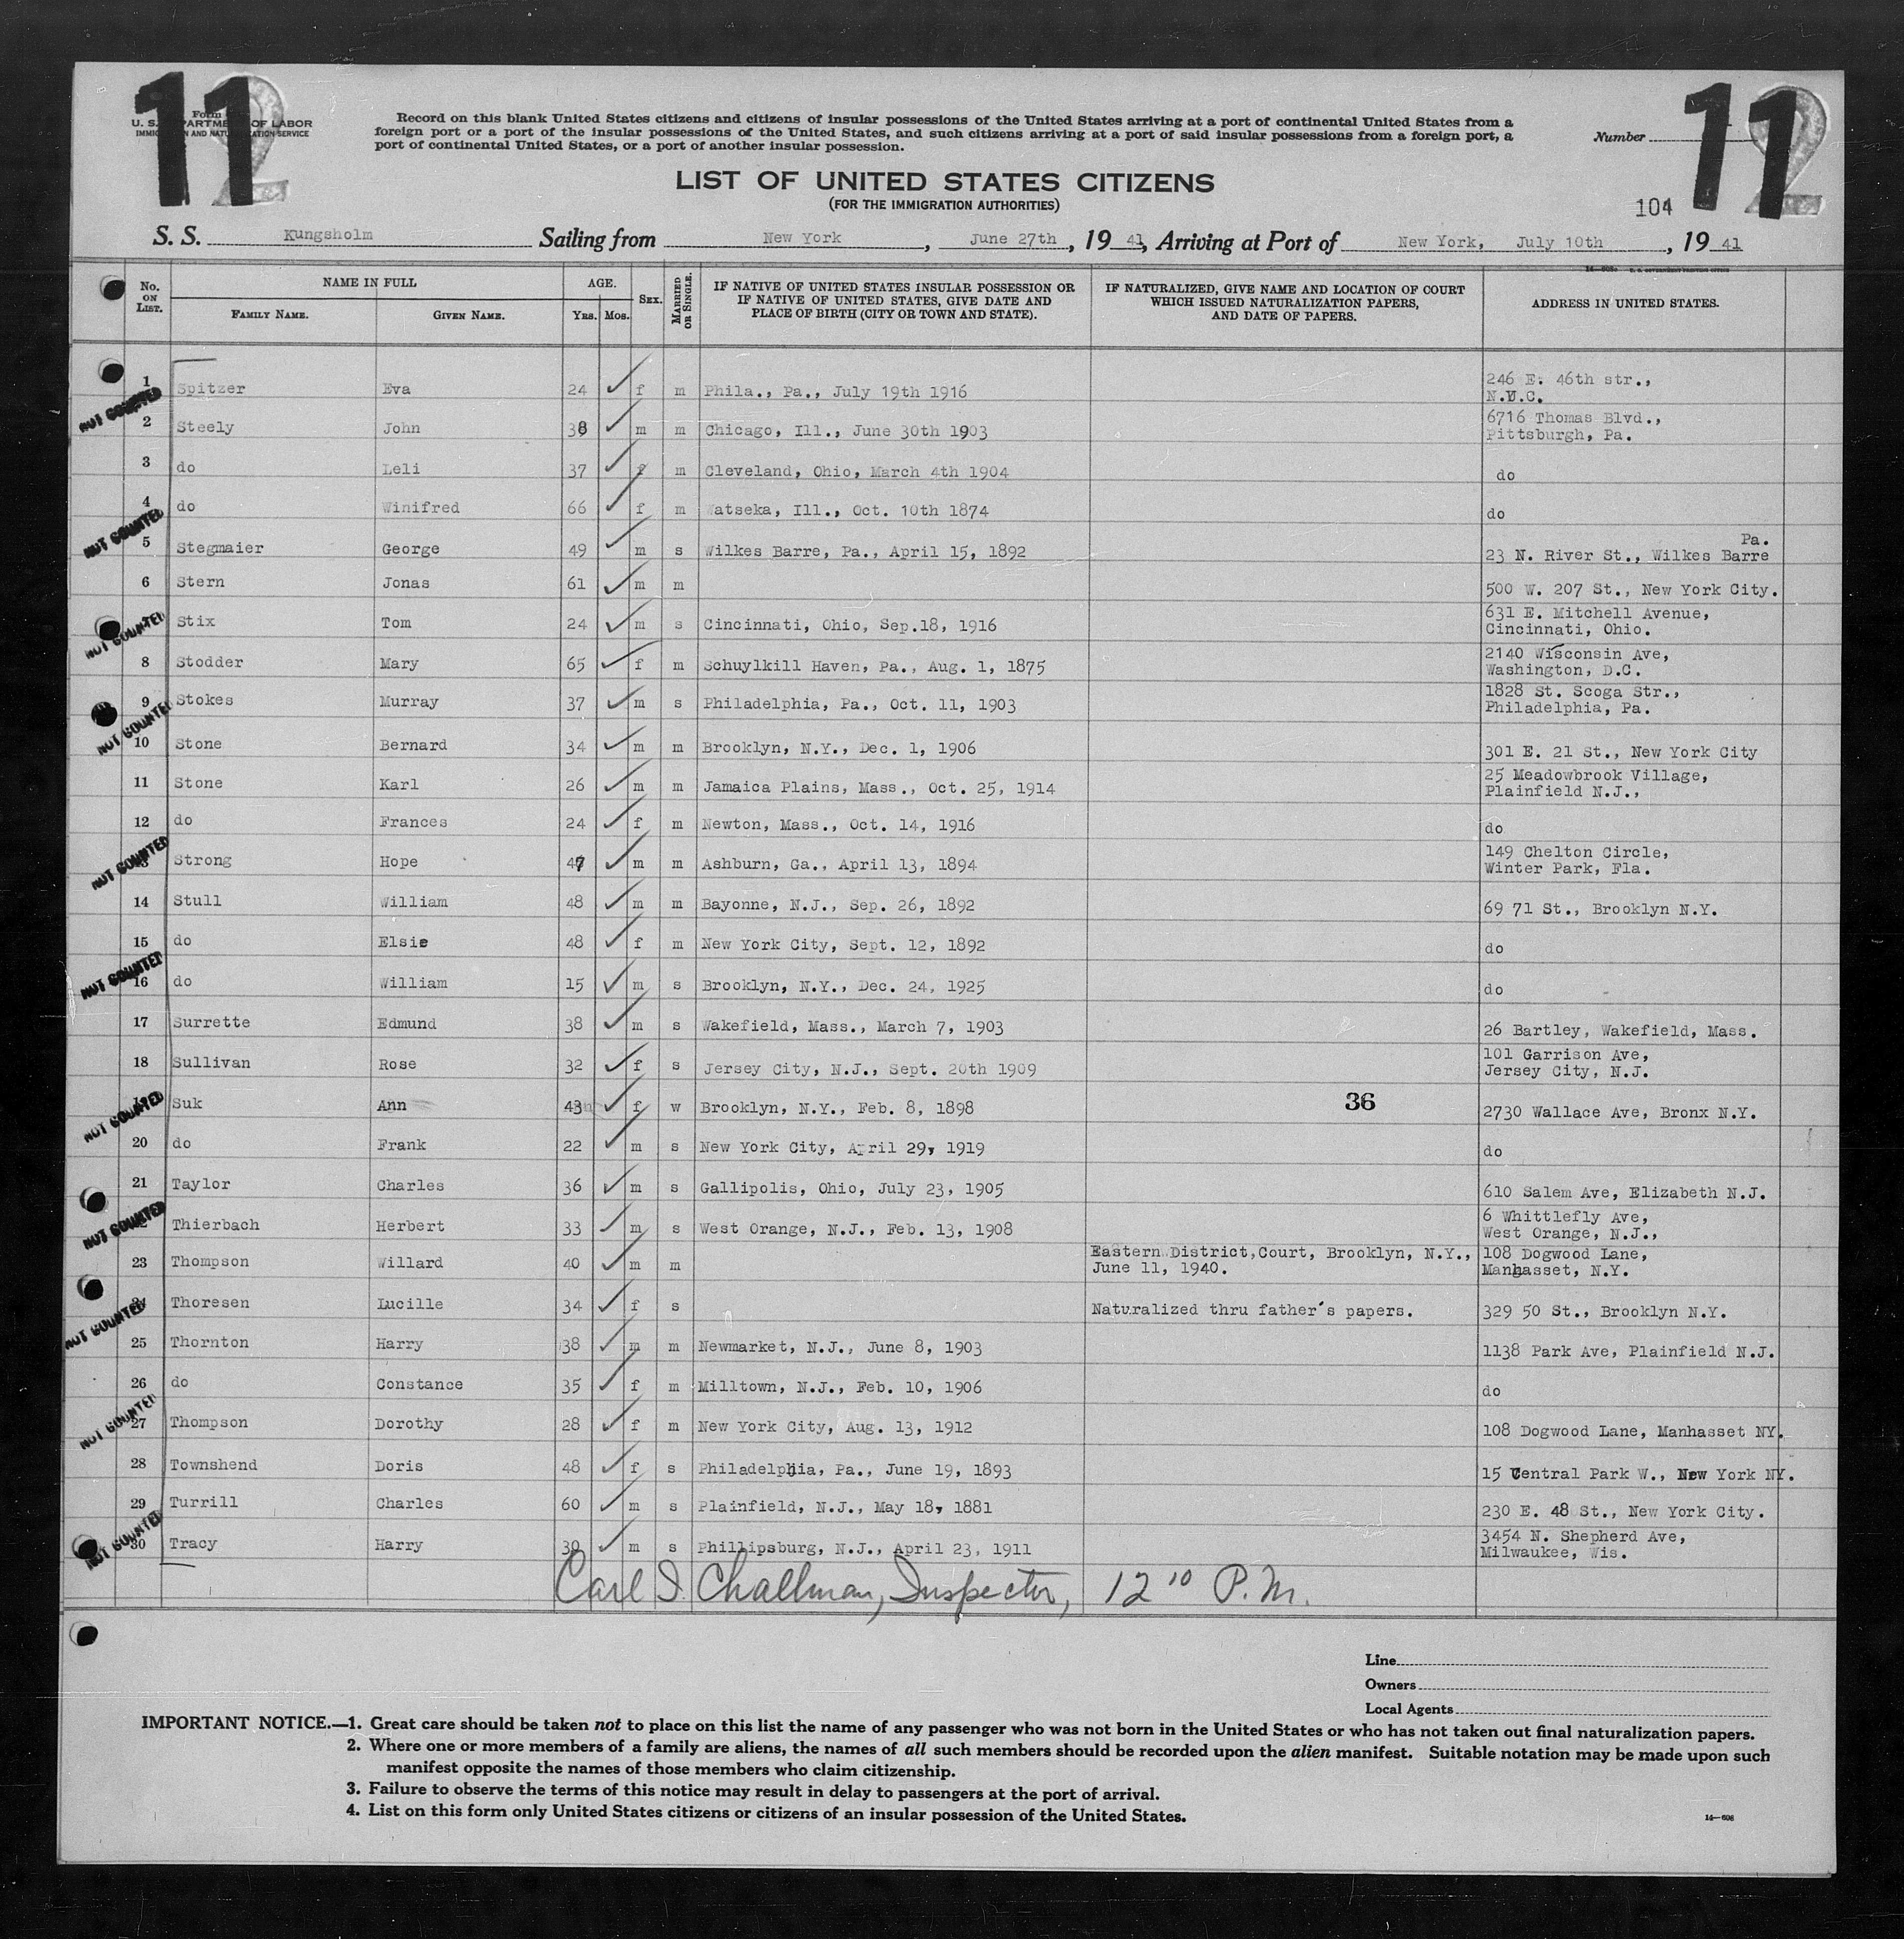 11
Form
U. S. DEPARTMENT OF LABOR
IMMIGRATION AND NATURALIZATION SERVICE
Record on this blank United States citizens and citizens of insular possessions of the United States arriving at a port of continental United States from a
foreign port or a port of the insular possessions of the United States, and such citizens arriving at a port of said insular possessions from a foreign port, a
port of continental United States, or a port of another insular possession.
Number
11
2
2
LIST OF UNITED STATES CITIZENS
(FOR THE IMMIGRATION AUTHORITIES)
104
S. S. Kungsholm Sailing from New York, June 27th, 19 41, Arriving at Port of New York, July 10th, 19 41
No. ON LIST. NAME IN FULL FAMILY NAME. GIVEN NAME. AGE. YRS. MOS. SEX. MARRIED OR SINGLE. IF NATIVE OF UNITED STATES INSULAR POSSESSION OR IF NATIVE OF UNITED STATES, GIVE DATE AND PLACE OF BIRTH (CITY OR TOWN AND STATE). IF NATURALIZED, GIVE NAME AND LOCATION OF COURT WHICH ISSUED NATURALIZATION PAPERS, AND DATE OF PAPERS. ADDRESS IN UNITED STATES.
1 Spitzer Eva 24 ✓ f m Phila., Pa., July 19th 1916 246 E. 46th str.,
N.Y.C.
NOT COUNTED
2 Steely John 38 ✓ m m Chicago, Ill., June 30th 1903 6716 Thomas Blvd.,
Pittsburgh, Pa.
3 do Leli 37 ✓ f m Cleveland, Ohio, March 4th 1904 do
4 do Winifred 66 ✓ f m Watseka, Ill., Oct. 10th 1874 do
NOT COUNTED
5 Stegmaier George 49 ✓ m s Wilkes Barre, Pa., April 15, 1892 23 N. River St., Wilkes Barre
Pa.
6 Stern Jonas 61 ✓ m m 500 W. 207 St., New York City.
NOT COUNTED
Stix Tom 24 ✓ m s Cincinnati, Ohio, Sep.18, 1916 631 E. Mitchell Avenue,
Cincinnati, Ohio.
8 Stodder Mary 65 ✓ f m Schuylkill Haven, Pa., Aug. 1, 1875 2140 Wisconsin Ave,
Washington, D.C.
9 Stokes Murray 37 ✓ m s Philadelphia, Pa., Oct. 11, 1903 1828 St. Scoga Str.,
Philadelphia, Pa.
NOT COUNTED
10 Stone Bernard 34 ✓ m m Brooklyn, N.Y., Dec. 1, 1906 301 E. 21 St., New York City
11 Stone Karl 26 ✓ m m Jamaica Plains, Mass., Oct. 25, 1914 25 Meadowbrook Village,
Plainfield N.J.,
12 do Frances 24 ✓ f m Newton, Mass., Oct. 14, 1916 do
NOT COUNTED
13 Strong Hope 47 ✓ m m Ashburn, Ga., April 13, 1894 149 Chelton Circle,
Winter Park, Fla.
14 Stull William 48 ✓ m m Bayonne, N.J., Sep. 26, 1892 69 71 St., Brooklyn N.Y.
15 do Elsie 48 ✓ f m New York City, Sept. 12, 1892 do
NOT COUNTED
16 do William 15 ✓ m s Brooklyn, N.Y., Dec. 24, 1925 do
17 Surrette Edmund 38 ✓ m s Wakefield, Mass., March 7, 1903 26 Bartley, Wakefield, Mass.
18 Sullivan Rose 32 ✓ f s Jersey City, N.J., Sept. 20th 1909 101 Garrison Ave,
Jersey City, N.J.
NOT COUNTED
Suk Ann 43 ✓ f w Brooklyn, N.Y., Feb. 8, 1898 36 2730 Wallace Ave, Bronx N.Y.
20 do Frank 22 ✓ m s New York City, April 29, 1919 do
21 Taylor Charles 36 ✓ m s Gallipolis, Ohio, July 23, 1905 610 Salem Ave, Elizabeth N.J.
NOT COUNTED
Thierbach Herbert 33 ✓ m s West Orange, N.J., Feb. 13, 1908 6 Whittlefly Ave,
West Orange, N.J.,
23 Thompson Willard 40 ✓ m m Eastern District,Court, Brooklyn, N.Y.,
June 11, 1940. 108 Dogwood Lane,
Manhasset, N.Y.
NOT COUNTED
Thoresen Lucille 34 ✓ f s Naturalized thru father's papers. 329 50 St., Brooklyn N.Y.
25 Thornton Harry 38 ✓ m m Newmarket, N.J., June 8, 1903 1138 Park Ave, Plainfield N.J.
26 do Constance 35 ✓ f m Milltown, N.J., Feb. 10, 1906 do
NOT COUNTED
27 Thompson Dorothy 28 ✓ f m New York City, Aug. 13, 1912 108 Dogwood Lane, Manhasset NY.
28 Townshend Doris 48 ✓ f s Philadelphia, Pa., June 19, 1893 15 Central Park W., New York NY.
29 Turrill Charles 60 ✓ m s Plainfield, N.J., May 18, 1881 230 E. 48 St., New York City.
NOT COUNTED
30 Tracy Harry 30 ✓ m s Phillipsburg, N.J., April 23, 1911 3454 N. Shepherd Ave,
Milwaukee, Wis.
Carl I. Challman, Inspector, 12 10 P.M.
Line
Owners
Local Agents
IMPORTANT NOTICE.—1. Great care should be taken not to place on this list the name of any passenger who was not born in the United States or who has not taken out final naturalization papers.
2. Where one or more members of a family are aliens, the names of all such members should be recorded upon the alien manifest. Suitable notation may be made upon such
manifest opposite the names of those members who claim citizenship.
3. Failure to observe the terms of this notice may result in delay to passengers at the port of arrival.
4. List on this form only United States citizens or citizens of an insular possession of the United States.
14—608